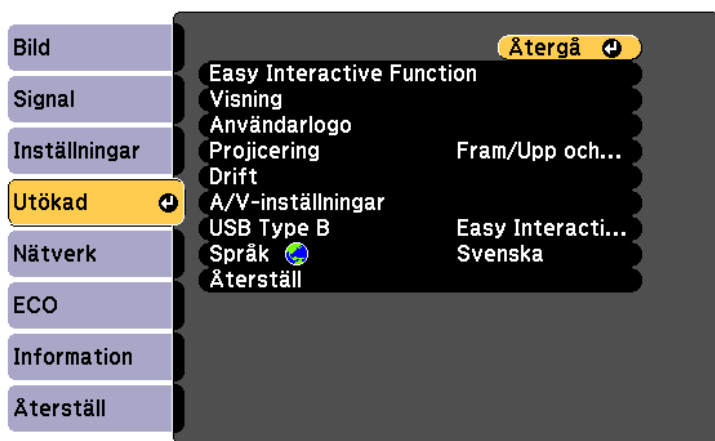 Bild
Signal
Inställningar
Utökad
Nätverk
ECO
Information
Återställ
Återgå
Easy Interactive Function
Visning
Användarlogo
Projicering Fram/Upp och...
Drift
A/V-inställningar
USB Type B Easy Interacti...
Språk Svenska
Återställ